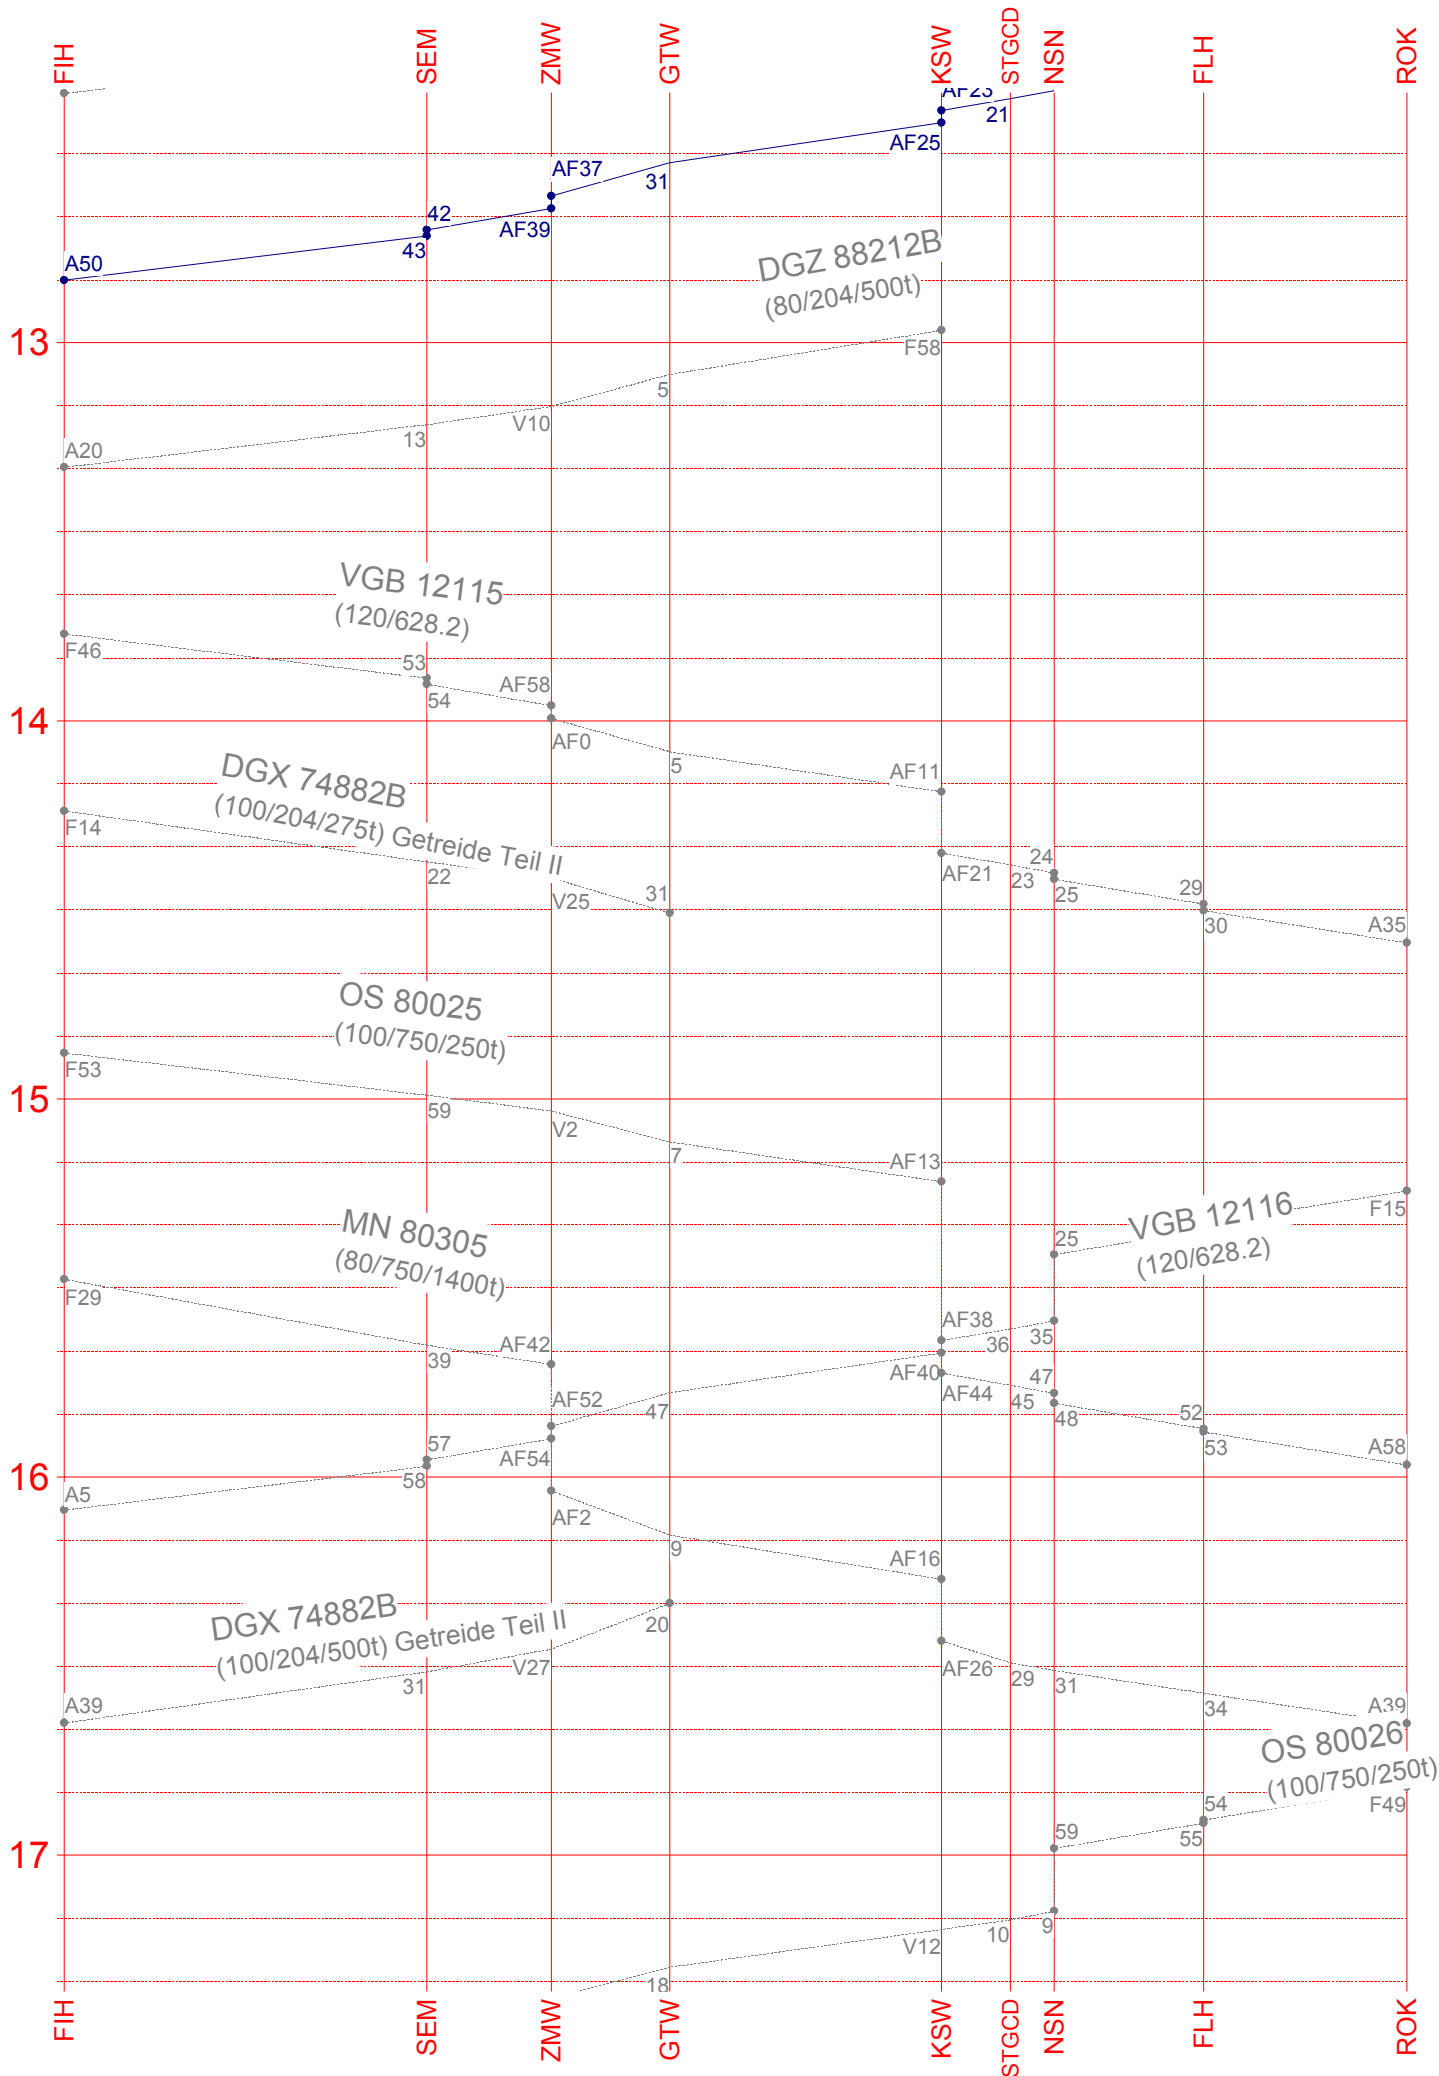 FIH SEM ZMW GTW KSW STGCD NSN FLH ROK
AF23
21
AF25
AF37
31
42
AF39
43
A50
DGZ 88212B
(80/204/500t)
13
F58
5
V10
13
A20
VGB 12115
(120/628.2)
F46
53
54
AF58
14
AF0
5
AF11
DGX 74882B
(100/204/275t) Getreide Teil II
F14
22
V25
31
AF21
23
24
25
29
30
A35
OS 80025
(100/750/250t)
F53
15
59
V2
7
AF13
F15
MN 80305
(80/750/1400t)
VGB 12116
(120/628.2)
25
F29
39
AF42
AF38
36
35
AF40
AF44
45
47
48
AF52
47
52
53
A58
57
AF54
58
16
A5
AF2
9
AF16
DGX 74882B
(100/204/500t) Getreide Teil II
20
V27
31
A39
AF26
29
31
34
A39
OS 80026
(100/750/250t)
F49
54
55
59
17
9
10
V12
18
FIH SEM ZMW GTW KSW STGCD NSN FLH ROK